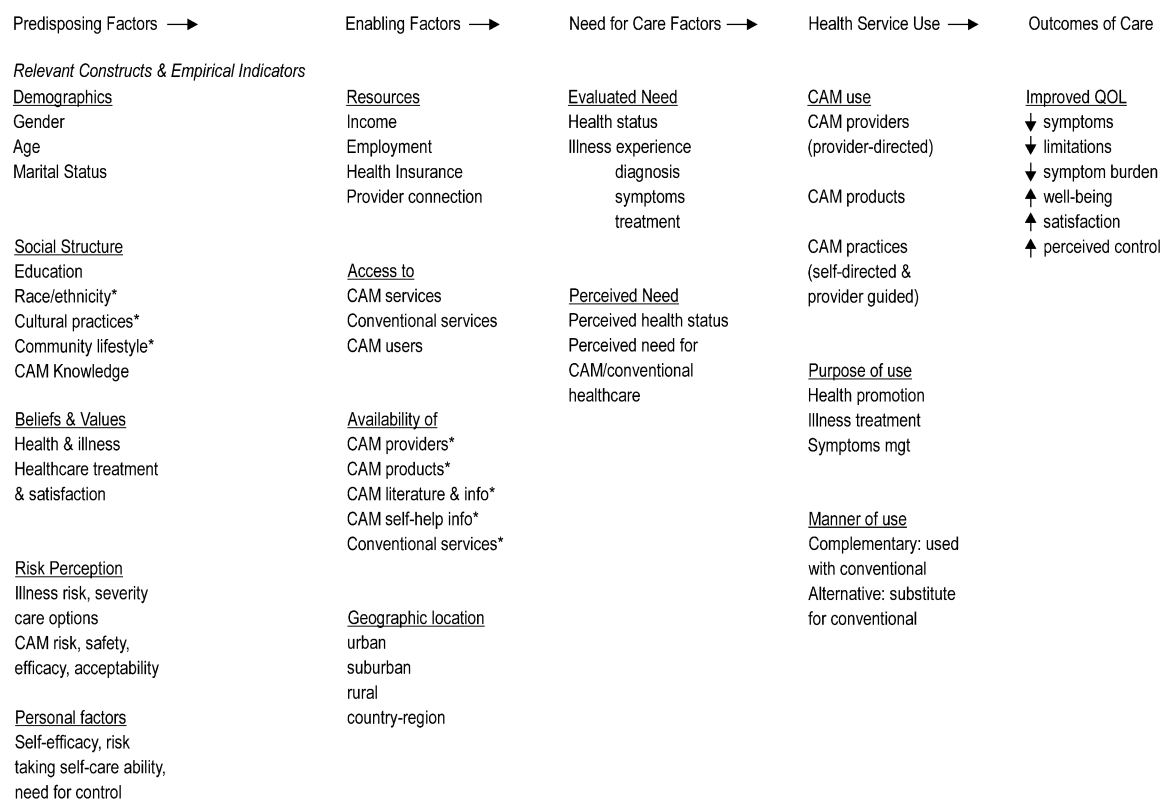 Predisposing Factors →
Enabling Factors →
Need for Care Factors →
Health Service Use →
Outcomes of Care
Relevant Constructs & Empirical Indicators
Demographics
Gender
Age
Marital Status
Social Structure
Education
Race/ethnicity*
Cultural practices*
Community lifestyle*
CAM Knowledge
Beliefs & Values
Health & illness
Healthcare treatment
& satisfaction
Risk Perception
Illness risk, severity
care options
CAM risk, safety,
efficacy, acceptability
Personal factors
Self-efficacy, risk
taking self-care ability,
need for control
Resources
Income
Employment
Health Insurance
Provider connection
Access to
CAM services
Conventional services
CAM users
Availability of
CAM providers*
CAM products*
CAM literature & info*
CAM self-help info*
Conventional services*
Geographic location
urban
suburban
rural
country-region
Evaluated Need
Health status
Illness experience
diagnosis
symptoms
treatment
Perceived Need
Perceived health status
Perceived need for
CAM/conventional
healthcare
CAM use
CAM providers
(provider-directed)
CAM products
CAM practices
(self-directed &
provider guided)
Purpose of use
Health promotion
Illness treatment
Symptoms mgt
Manner of use
Complementary: used
with conventional
Alternative: substitute
for conventional
Improved QOL
↓ symptoms
↓ limitations
↓ symptom burden
↑ well-being
↑ satisfaction
↑ perceived control